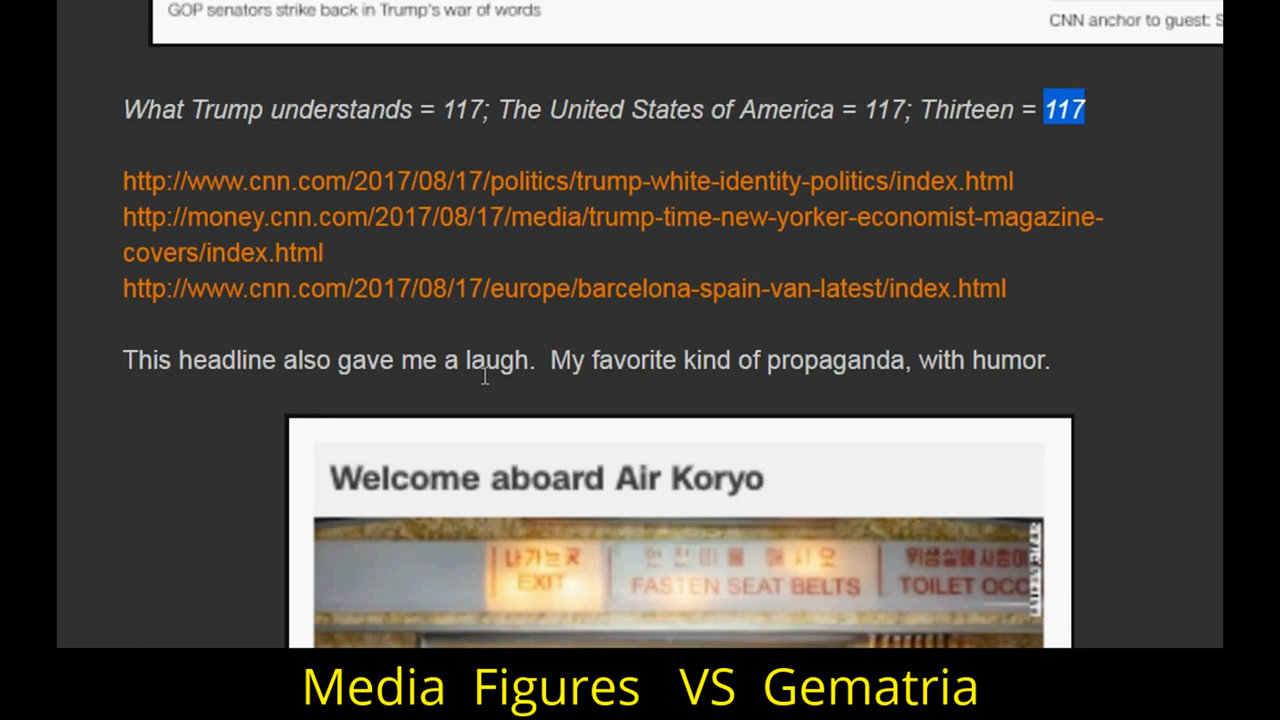 GOP senators strike back in Trump's war of words
CNN anchor to guest: S
What Trump understands = 117; The United States of America = 117; Thirteen = 117
http://www.cnn.com/2017/08/17/politics/trump-white-identity-politics/index.html
http://money.cnn.com/2017/08/17/media/trump-time-new-yorker-economist-magazine-
covers/index.html
http://www.cnn.com/2017/08/17/europe/barcelona-spain-van-latest/index.html
This headline also gave me a laugh.  My favorite kind of propaganda, with humor.
Welcome aboard Air Koryo
나가는곳
EXIT
FASTEN SEAT BELTS
TOILET OCC
Media Figures VS Gematria